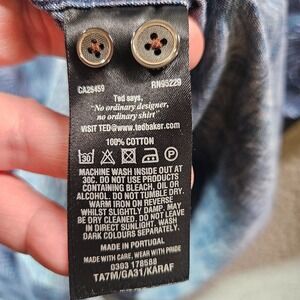 CA26459
RN95229
Ted says,
"No ordinary designer,
no ordinary shirt"
VISIT TED@www.tedbaker.com
100% COTTON
MACHINE WASH INSIDE OUT AT
30C. DO NOT USE PRODUCTS
CONTAINING BLEACH, OIL OR
ALCOHOL. DO NOT TUMBLE DRY.
WARM IRON ON REVERSE
WHILST SLIGHTLY DAMP. MAY
BE DRY CLEANED. DO NOT LEAVE
IN DIRECT SUNLIGHT. WASH
DARK COLOURS SEPARATELY.
MADE IN PORTUGAL
MADE WITH CARE, WEAR WITH PRIDE
0303 178588
TA7M/GA31/KARAF